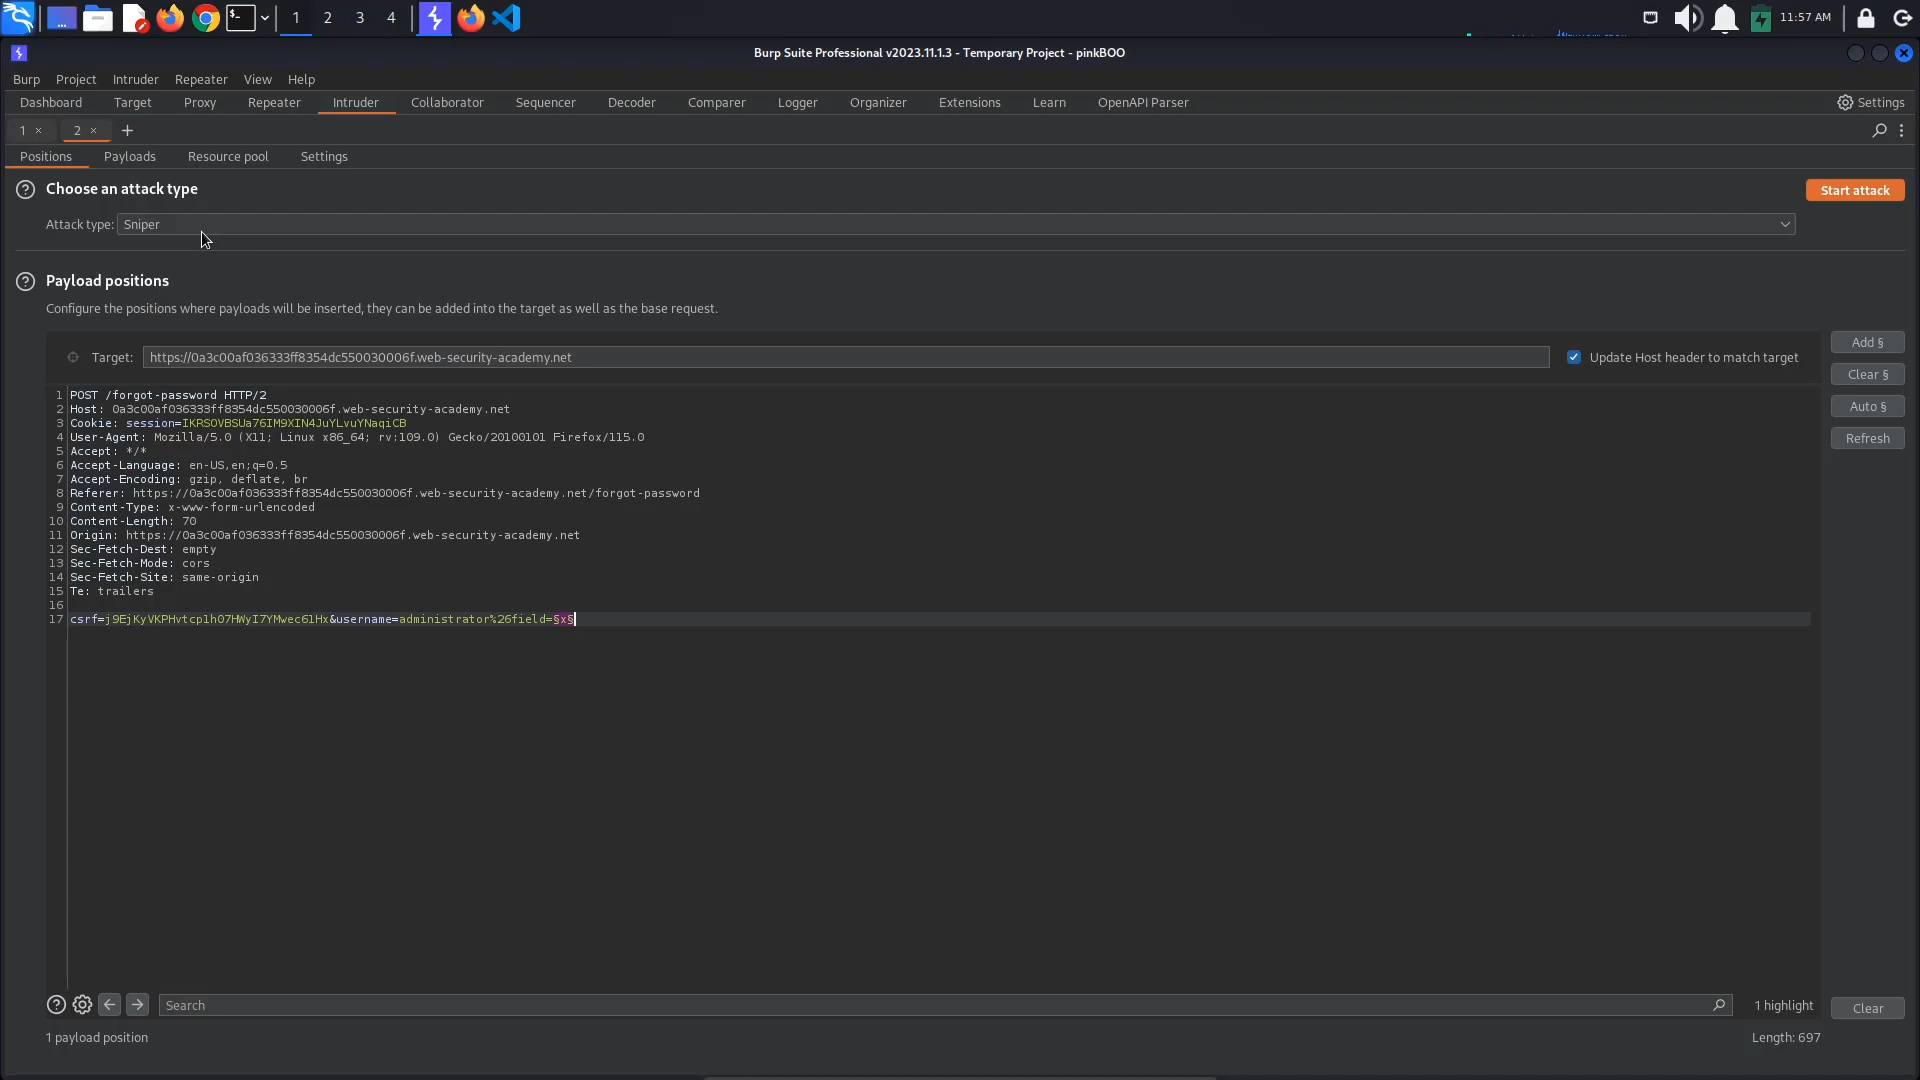 1 2 3 4 11:57 AM
Burp Suite Professional v2023.11.1.3 - Temporary Project - pinkBOO
Burp Project Intruder Repeater View Help
Dashboard Target Proxy Repeater Intruder Collaborator Sequencer Decoder Comparer Logger Organizer Extensions Learn OpenAPI Parser Settings
1 × 2 × +
Positions Payloads Resource pool Settings
? Choose an attack type Start attack
Attack type: Sniper
? Payload positions
Configure the positions where payloads will be inserted, they can be added into the target as well as the base request.
Add §
Target: https://0a3c00af036333ff8354dc550030006f.web-security-academy.net Update Host header to match target
Clear §
Auto §
Refresh
1 POST /forgot-password HTTP/2
2 Host: 0a3c00af036333ff8354dc550030006f.web-security-academy.net
3 Cookie: session=IKRSOVBSUa76IM9XIN4JuYLvuYNaqiCB
4 User-Agent: Mozilla/5.0 (X11; Linux x86_64; rv:109.0) Gecko/20100101 Firefox/115.0
5 Accept: */*
6 Accept-Language: en-US,en;q=0.5
7 Accept-Encoding: gzip, deflate, br
8 Referer: https://0a3c00af036333ff8354dc550030006f.web-security-academy.net/forgot-password
9 Content-Type: x-www-form-urlencoded
10 Content-Length: 70
11 Origin: https://0a3c00af036333ff8354dc550030006f.web-security-academy.net
12 Sec-Fetch-Dest: empty
13 Sec-Fetch-Mode: cors
14 Sec-Fetch-Site: same-origin
15 Te: trailers
16
17 csrf=j9EjKyVKPHvtcp1h07HWyI7YMwec6lHx&username=administrator%26field=§x§
? Search 1 highlight Clear
1 payload position Length: 697